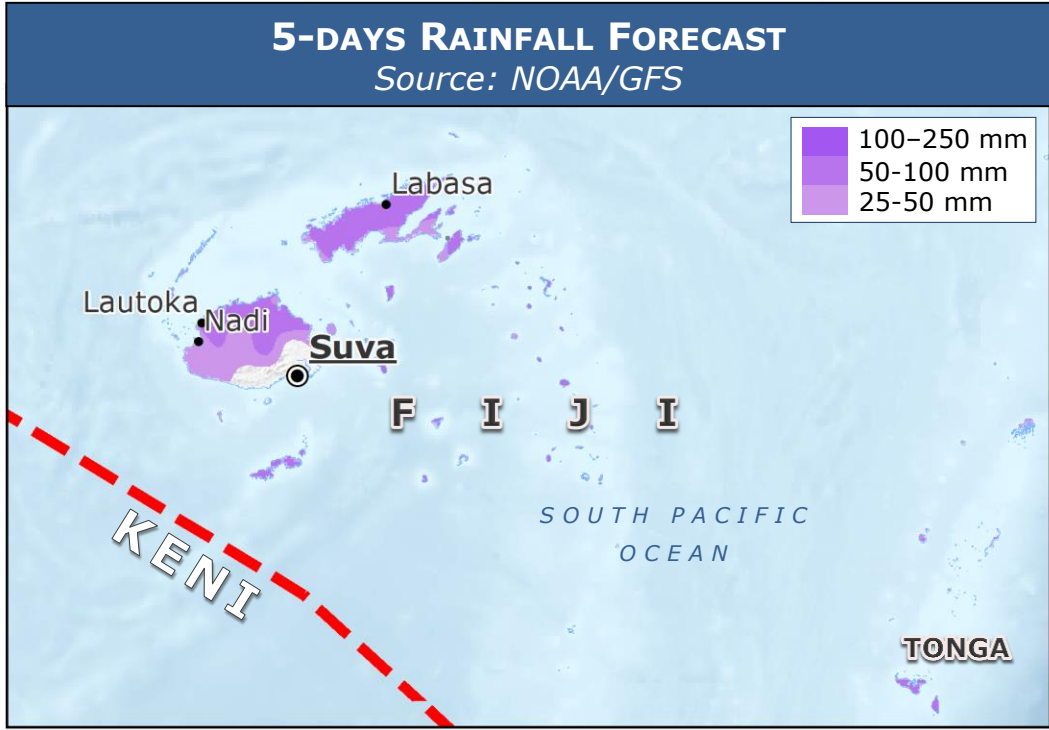 5-DAYS RAINFALL FORECAST
Source: NOAA/GFS
100–250 mm
50-100 mm
25-50 mm
Labasa
Lautoka
Nadi
Suva
F I J I
KENI
SOUTH PACIFIC
OCEAN
TONGA